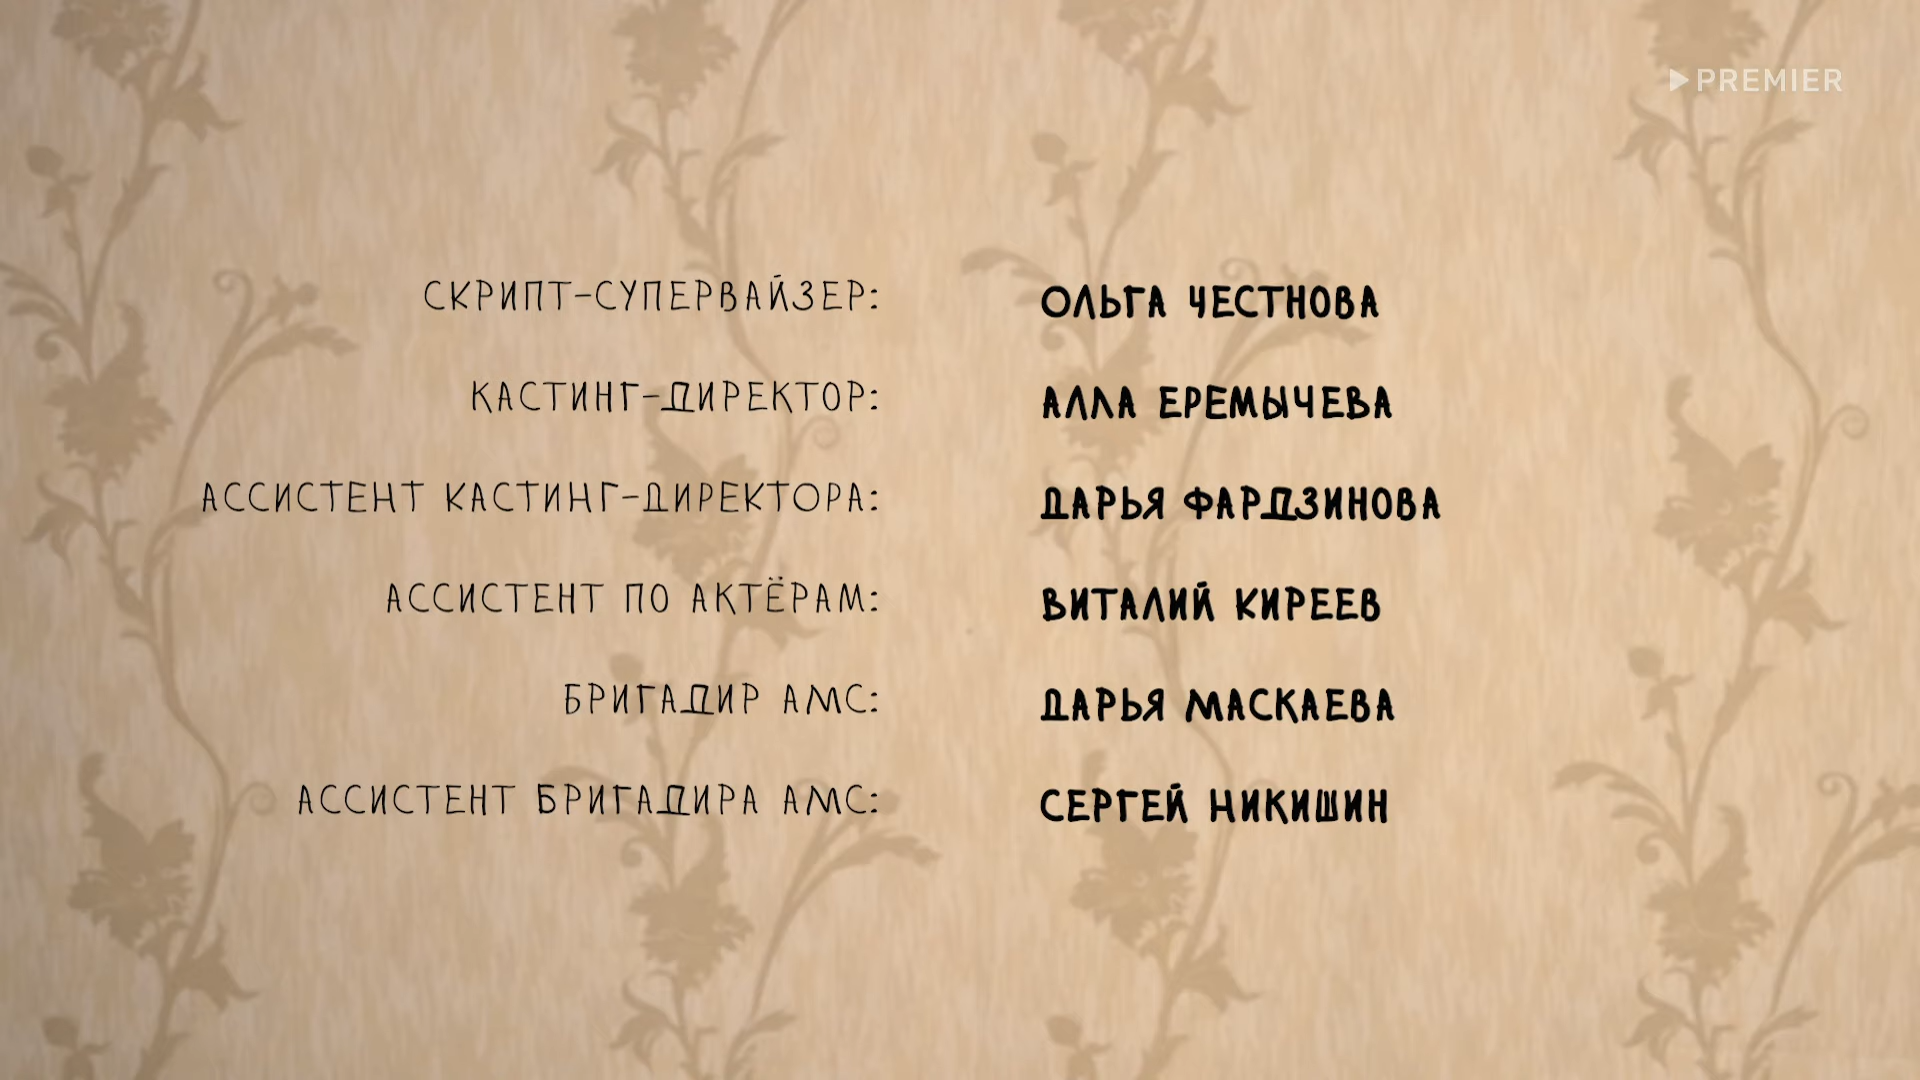 PREMIER
СКРИПТ-СУПЕРВАЙЗЕР: ОЛЬГА ЧЕСТНОВА
КАСТИНГ-ДИРЕКТОР: АЛЛА ЕРЕМЫЧЕВА
АССИСТЕНТ КАСТИНГ-ДИРЕКТОРА: ДАРЬЯ ФАРДЗИНОВА
АССИСТЕНТ ПО АКТЁРАМ: ВИТАЛИЙ КИРЕЕВ
БРИГАДИР АМС: ДАРЬЯ МАСКАЕВА
АССИСТЕНТ БРИГАДИРА АМС: СЕРГЕЙ НИКИШИН